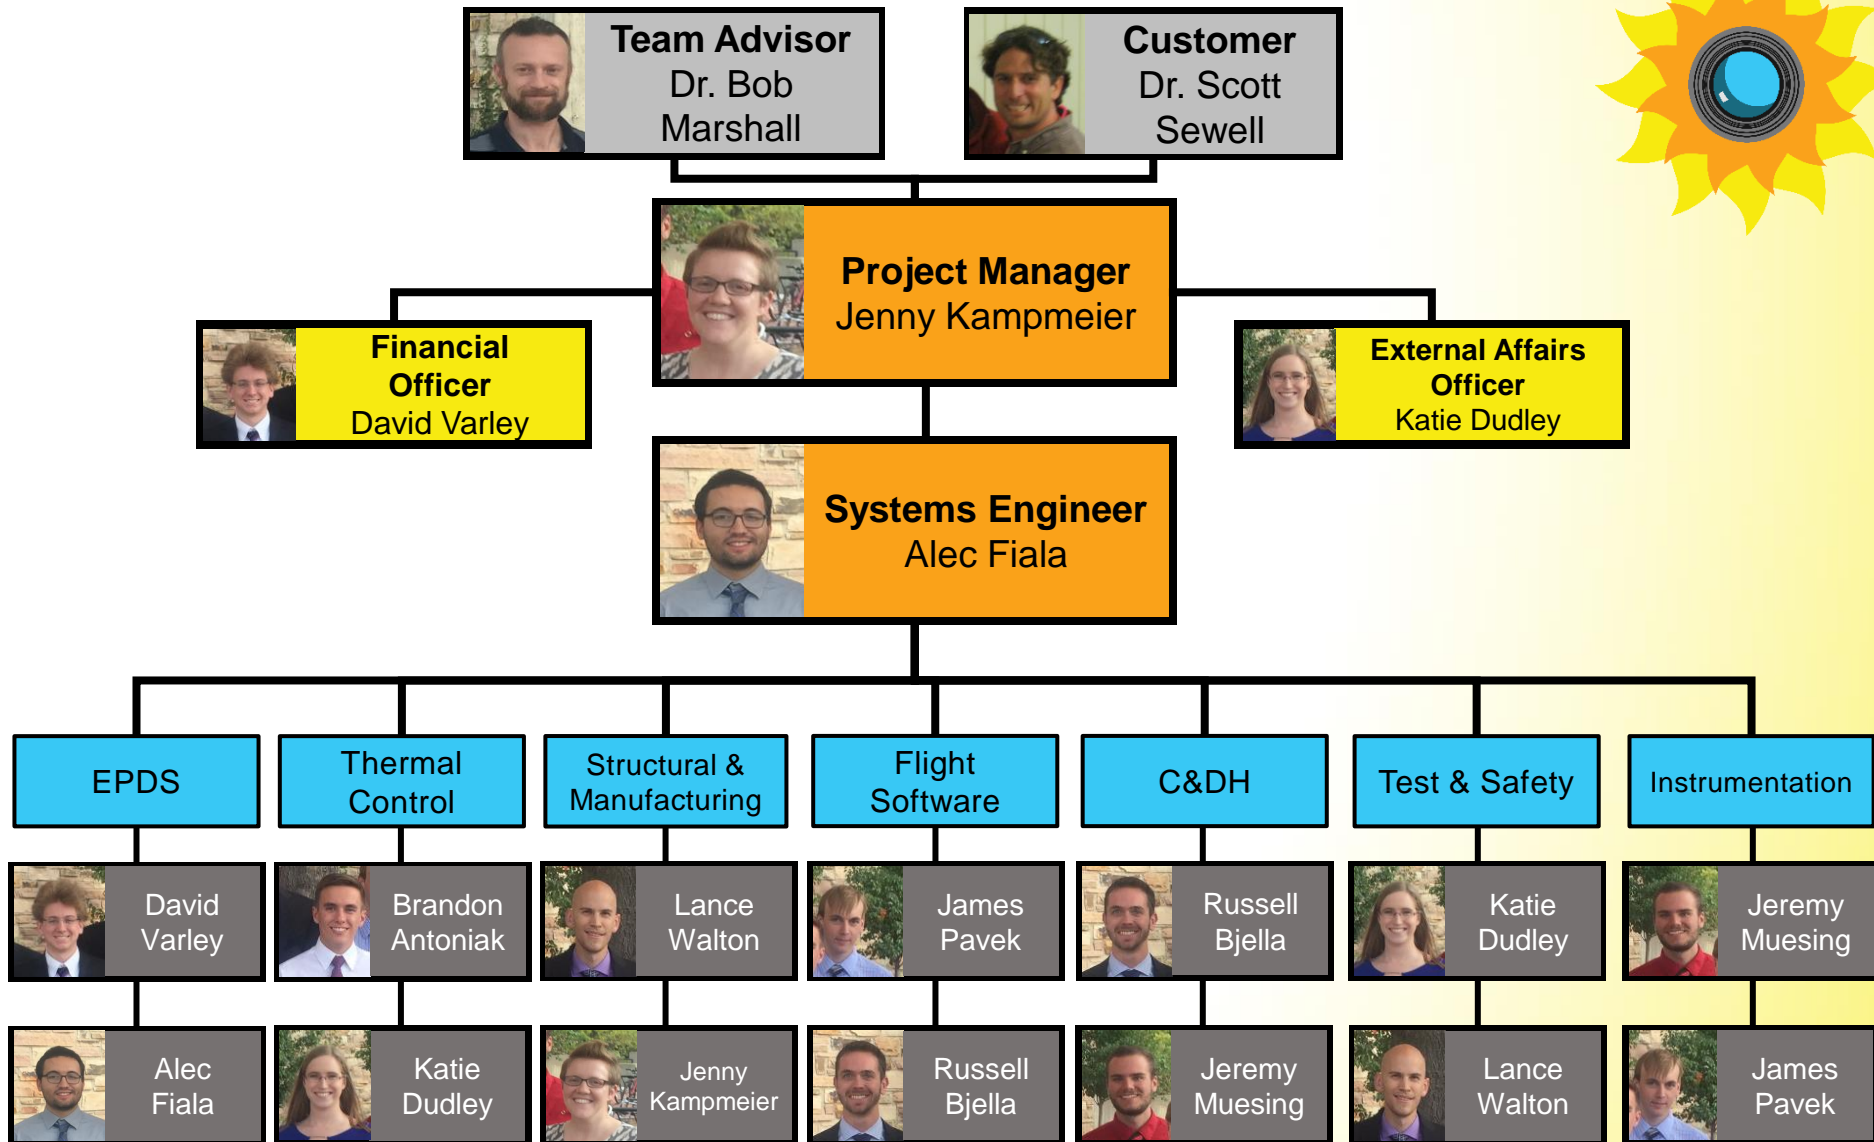 Team Advisor
Dr. Bob
Marshall
Customer
Dr. Scott
Sewell
Project Manager
Jenny Kampmeier
Financial
Officer
David Varley
External Affairs
Officer
Katie Dudley
Systems Engineer
Alec Fiala
EPDS
Thermal
Control
Structural &
Manufacturing
Flight
Software
C&DH
Test & Safety
Instrumentation
David
Varley
Brandon
Antoniak
Lance
Walton
James
Pavek
Russell
Bjella
Katie
Dudley
Jeremy
Muesing
Alec
Fiala
Katie
Dudley
Jenny
Kampmeier
Russell
Bjella
Jeremy
Muesing
Lance
Walton
James
Pavek